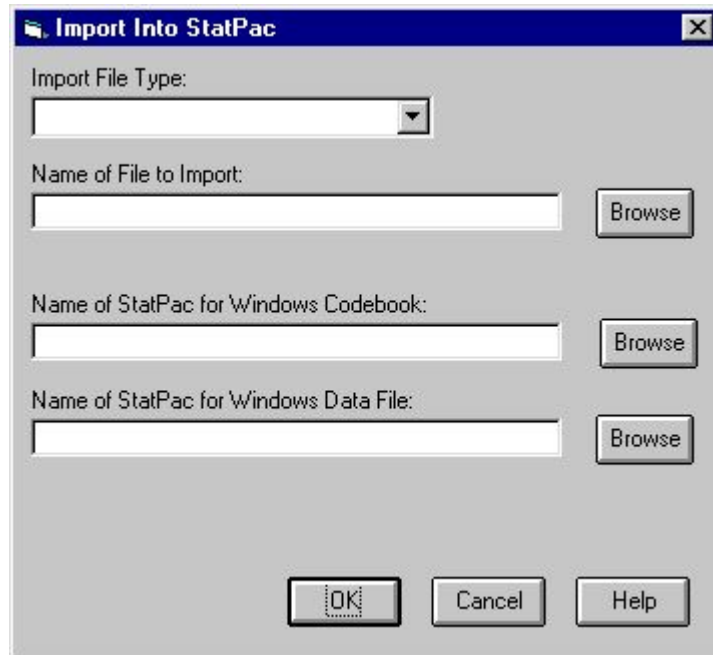 Import Into StatPac
Import File Type:
Name of File to Import:
Browse
Name of StatPac for Windows Codebook:
Browse
Name of StatPac for Windows Data File:
Browse
OK Cancel Help